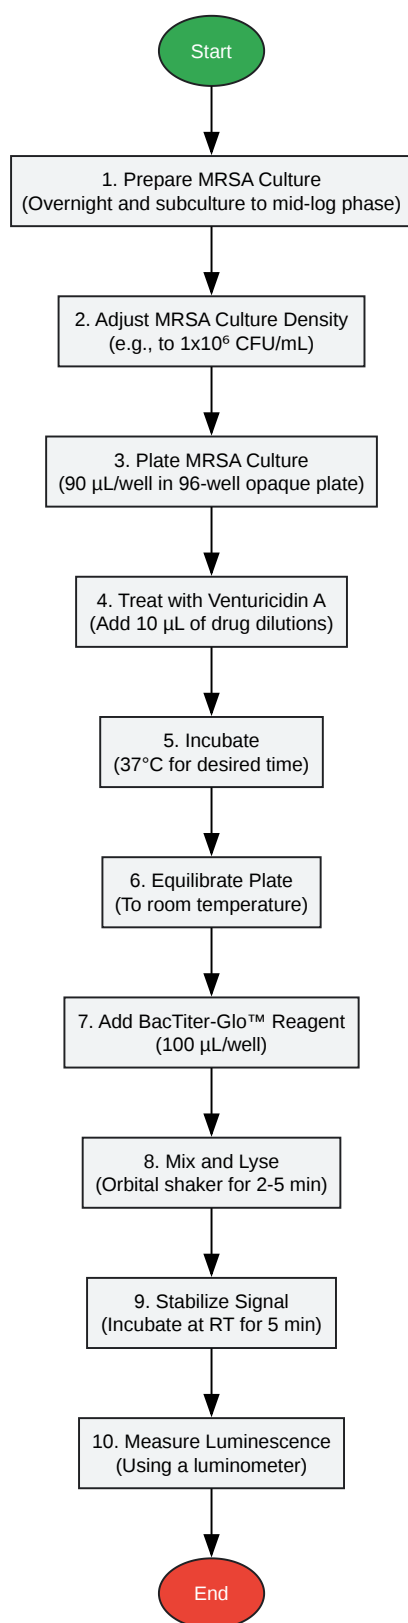 Start
1. Prepare MRSA Culture
(Overnight and subculture to mid-log phase)
2. Adjust MRSA Culture Density
(e.g., to 1x10⁶ CFU/mL)
3. Plate MRSA Culture
(90 µL/well in 96-well opaque plate)
4. Treat with Venturicidin A
(Add 10 µL of drug dilutions)
5. Incubate
(37°C for desired time)
6. Equilibrate Plate
(To room temperature)
7. Add BacTiter-Glo™ Reagent
(100 µL/well)
8. Mix and Lyse
(Orbital shaker for 2-5 min)
9. Stabilize Signal
(Incubate at RT for 5 min)
10. Measure Luminescence
(Using a luminometer)
End